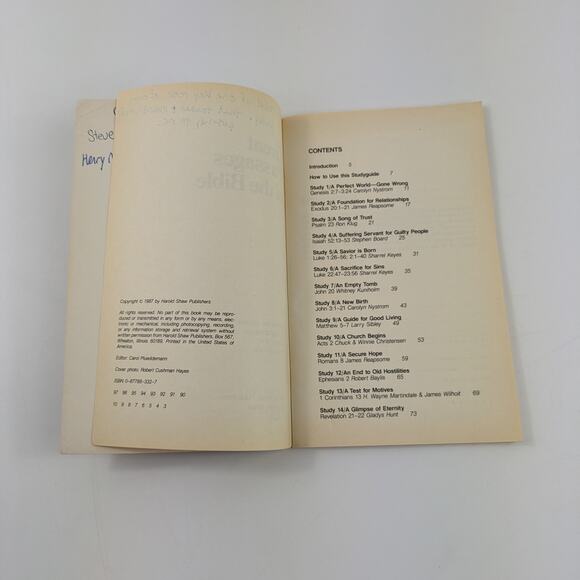 Steve
Henry
Copyright © 1987 by Harold Shaw Publishers
All rights reserved. No part of this book may be repro-
duced or transmitted in any form or by any means, elec-
tronic or mechanical, including photocopying, recording,
or any information storage and retrieval system without
written permission from Harold Shaw Publishers, Box 567,
Wheaton, Illinois 60189. Printed in the United States of
America.
Editor: Carol Plueddemann
Cover photo: Robert Cushman Hayes
ISBN 0-87788-332-7
97 96 95 94 93 92 91 90
10 9 8 7 6 5 4 3
CONTENTS
Introduction 5
How to Use this Studyguide 7
Study 1/A Perfect World—Gone Wrong
Genesis 2:7-3:24 Carolyn Nystrom 11
Study 2/A Foundation for Relationships
Exodus 20:1-21 James Reapsome 17
Study 3/A Song of Trust
Psalm 23 Ron Klug 21
Study 4/A Suffering Servant for Guilty People
Isaiah 52:13-53 Stephen Board 25
Study 5/A Savior is Born
Luke 1:26-56; 2:1-40 Sharrel Keyes 31
Study 6/A Sacrifice for Sins
Luke 22:47-23:56 Sharrel Keyes 35
Study 7/An Empty Tomb
John 20 Whitney Kuniholm 39
Study 8/A New Birth
John 3:1-21 Carolyn Nystrom 43
Study 9/A Guide for Good Living
Matthew 5-7 Larry Sibley 49
Study 10/A Church Begins
Acts 2 Chuck & Winnie Christensen 53
Study 11/A Secure Hope
Romans 8 James Reapsome 59
Study 12/An End to Old Hostilities
Ephesians 2 Robert Baylis 65
Study 13/A Test for Motives
1 Corinthians 13 H. Wayne Martindale & James Wilhoit 69
Study 14/A Glimpse of Eternity
Revelation 21-22 Gladys Hunt 73